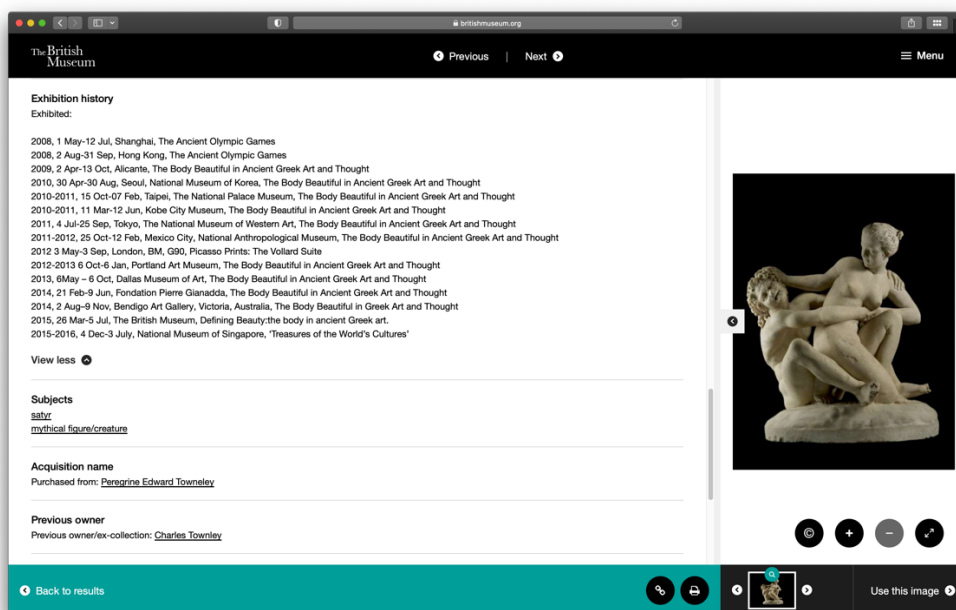 britishmuseum.org
The British
Museum
Previous | Next
Menu
Exhibition history
Exhibited:
2008, 1 May-12 Jul, Shanghai, The Ancient Olympic Games
2008, 2 Aug-31 Sep, Hong Kong, The Ancient Olympic Games
2009, 2 Apr-13 Oct, Alicante, The Body Beautiful in Ancient Greek Art and Thought
2010, 30 Apr-30 Aug, Seoul, National Museum of Korea, The Body Beautiful in Ancient Greek Art and Thought
2010-2011, 15 Oct-07 Feb, Taipei, The National Palace Museum, The Body Beautiful in Ancient Greek Art and Thought
2010-2011, 11 Mar-12 Jun, Kobe City Museum, The Body Beautiful in Ancient Greek Art and Thought
2011, 4 Jul-25 Sep, Tokyo, The National Museum of Western Art, The Body Beautiful in Ancient Greek Art and Thought
2011-2012, 25 Oct-12 Feb, Mexico City, National Anthropological Museum, The Body Beautiful in Ancient Greek Art and Thought
2012 3 May-3 Sep, London, BM, G90, Picasso Prints: The Vollard Suite
2012-2013 6 Oct-6 Jan, Portland Art Museum, The Body Beautiful in Ancient Greek Art and Thought
2013, 6May – 6 Oct, Dallas Museum of Art, The Body Beautiful in Ancient Greek Art and Thought
2014, 21 Feb-9 Jun, Fondation Pierre Gianadda, The Body Beautiful in Ancient Greek Art and Thought
2014, 2 Aug–9 Nov, Bendigo Art Gallery, Victoria, Australia, The Body Beautiful in Greek Art and Thought
2015, 26 Mar-5 Jul, The British Museum, Defining Beauty:the body in ancient Greek art.
2015-2016, 4 Dec-3 July, National Museum of Singapore, ‘Treasures of the World's Cultures’
View less
Subjects
satyr
mythical figure/creature
Acquisition name
Purchased from: Peregrine Edward Towneley
Previous owner
Previous owner/ex-collection: Charles Townley
©
Back to results
Use this image